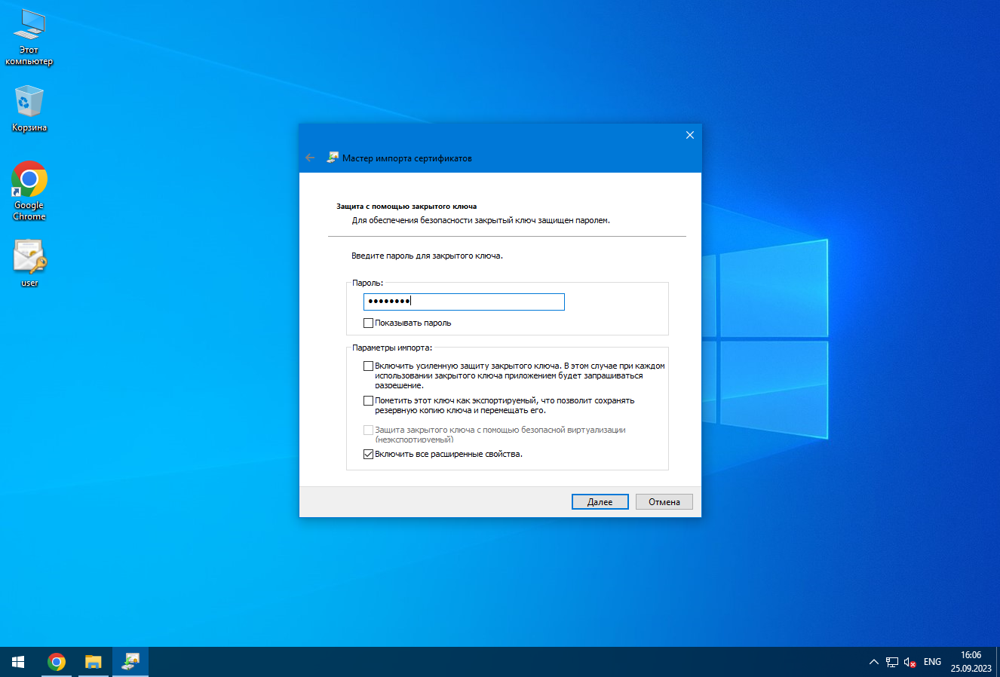 Этот
компьютер
Корзина
Google
Chrome
user
Мастер импорта сертификатов
Защита с помощью закрытого ключа
Для обеспечения безопасности закрытый ключ защищен паролем.
Введите пароль для закрытого ключа.
Пароль:
••••••••
Показывать пароль
Параметры импорта:
Включить усиленную защиту закрытого ключа. В этом случае при каждом
использовании закрытого ключа приложением будет запрашиваться
разрешение.
Пометить этот ключ как экспортируемый, что позволит сохранять
резервную копию ключа и перемещать его.
Защита закрытого ключа с помощью безопасной виртуализации
(неэкспортируемый)
Включить все расширенные свойства.
Далее
Отмена
ENG
16:06
25.09.2023